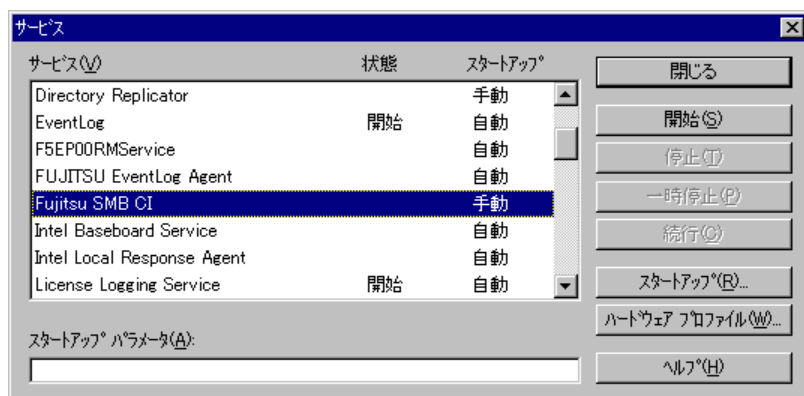 サービス
サービス(V) 状態 スタートアップ
Directory Replicator 手動
EventLog 開始 自動
F5EP00RMService 自動
FUJITSU EventLog Agent 自動
Fujitsu SMB CI 手動
Intel Baseboard Service 自動
Intel Local Response Agent 自動
License Logging Service 開始 自動
スタートアップ パラメータ(A):
閉じる
開始(S)
停止(T)
一時停止(P)
続行(C)
スタートアップ(R)...
ハードウェア プロファイル(W)...
ヘルプ(H)